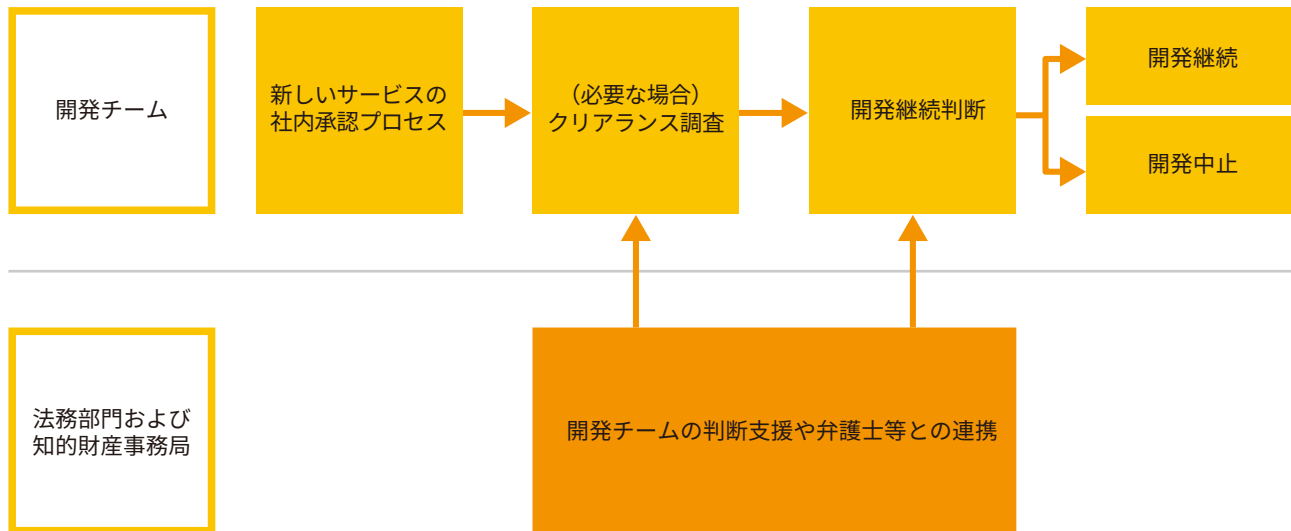 開発チーム
新しいサービスの
社内承認プロセス
（必要な場合）
クリアランス調査
開発継続判断
開発継続
開発中止
法務部門および
知的財産事務局
開発チームの判断支援や弁護士等との連携